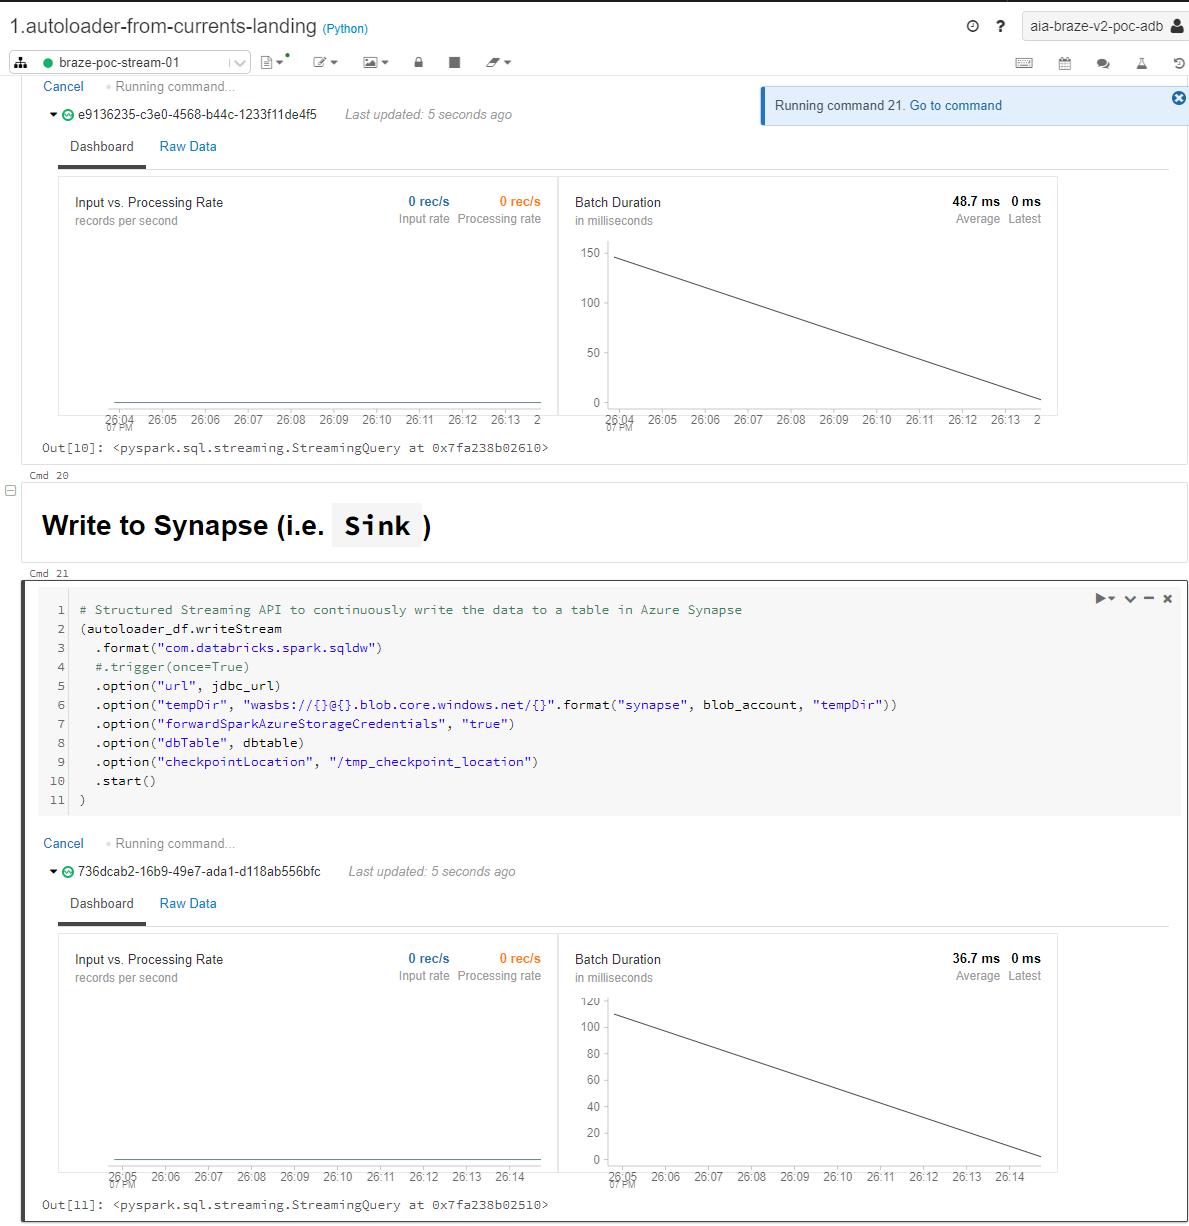 1.autoloader-from-currents-landing (Python)
? aia-braze-v2-poc-adb
braze-poc-stream-01
Cancel Running command...
Running command 21. Go to command
e9136235-c3e0-4568-b44c-1233f11de4f5 Last updated: 5 seconds ago
Dashboard Raw Data
Input vs. Processing Rate 0 rec/s 0 rec/s
records per second Input rate Processing rate
Batch Duration 48.7 ms 0 ms
in milliseconds Average Latest
150
100
50
0
26:04 26:05 26:06 26:07 26:08 26:09 26:10 26:11 26:12 26:13 2
07 PM
26:04 26:05 26:06 26:07 26:08 26:09 26:10 26:11 26:12 26:13 2
07 PM
Out[10]: <pyspark.sql.streaming.StreamingQuery at 0x7fa238b02610>
Cmd 20
Write to Synapse (i.e. Sink )
Cmd 21
1 # Structured Streaming API to continuously write the data to a table in Azure Synapse
2 (autoloader_df.writeStream
3 .format("com.databricks.spark.sqldw")
4 #.trigger(once=True)
5 .option("url", jdbc_url)
6 .option("tempDir", "wasbs://{}@{}.blob.core.windows.net/{}".format("synapse", blob_account, "tempDir"))
7 .option("forwardSparkAzureStorageCredentials", "true")
8 .option("dbTable", dbtable)
9 .option("checkpointLocation", "/tmp_checkpoint_location")
10 .start()
11 )
Cancel Running command...
736dcab2-16b9-49e7-ada1-d118ab556bfc Last updated: 5 seconds ago
Dashboard Raw Data
Input vs. Processing Rate 0 rec/s 0 rec/s
records per second Input rate Processing rate
Batch Duration 36.7 ms 0 ms
in milliseconds Average Latest
120
100
80
60
40
20
0
26:05 26:06 26:07 26:08 26:09 26:10 26:11 26:12 26:13 26:14
07 PM
26:05 26:06 26:07 26:08 26:09 26:10 26:11 26:12 26:13 26:14
07 PM
Out[11]: <pyspark.sql.streaming.StreamingQuery at 0x7fa238b02510>